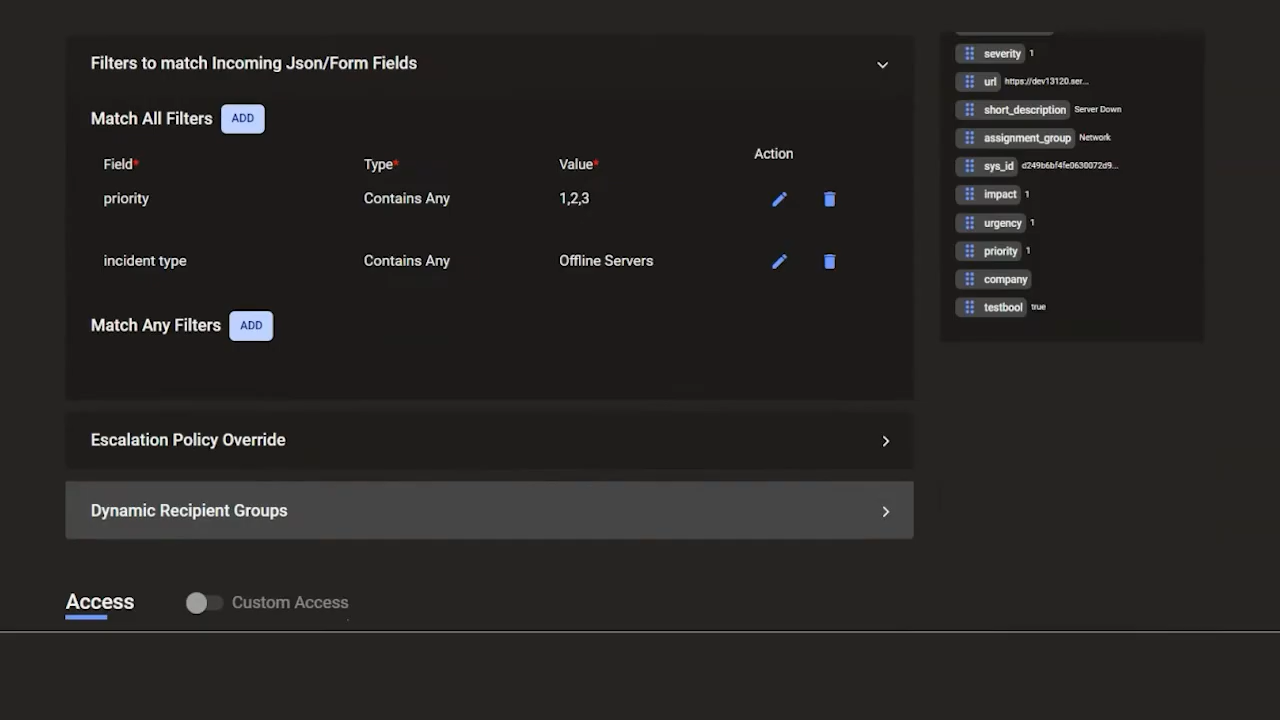 Filters to match Incoming Json/Form Fields
Match All Filters ADD
Field* Type* Value* Action
priority Contains Any 1,2,3
incident type Contains Any Offline Servers
Match Any Filters ADD
Escalation Policy Override
Dynamic Recipient Groups
Access Custom Access
severity 1
url https://dev13120.ser...
short_description Server Down
assignment_group Network
sys_id d249b6bf4fe0630072d9...
impact 1
urgency 1
priority 1
company
testbool true